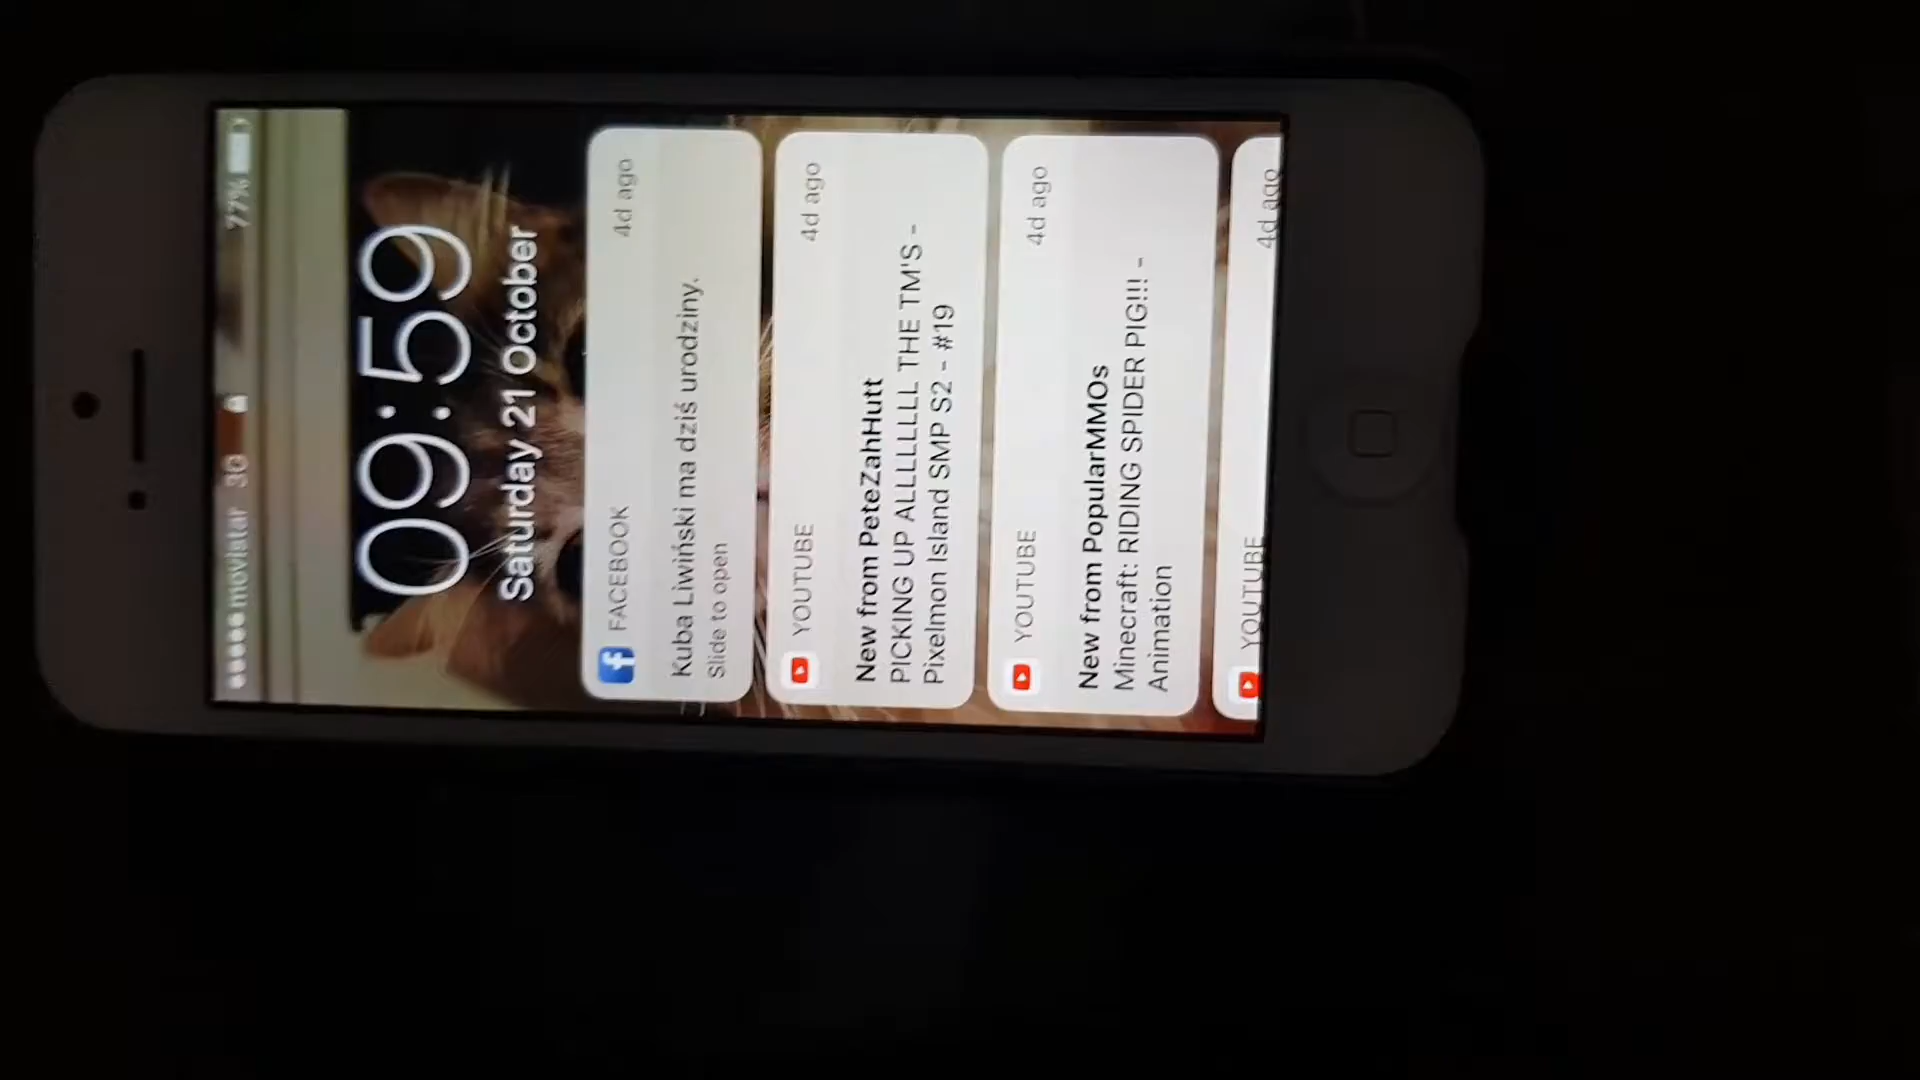 movistar 3G 77%
09:59
Saturday 21 October
FACEBOOK 4d ago
Kuba Liwiński ma dziś urodziny.
Slide to open
YOUTUBE 4d ago
New from PeteZahHutt
PICKING UP ALLLLLLLL THE TM'S -
Pixelmon Island SMP S2 - #19
YOUTUBE 4d ago
New from PopularMMOs
Minecraft: RIDING SPIDER PIG!!! -
Animation
YOUTUBE 4d ago